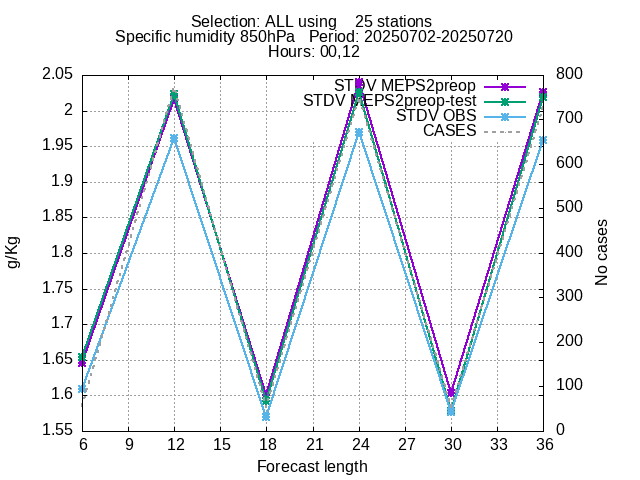 Selection: ALL using    25 stations
Specific humidity 850hPa   Period: 20250702-20250720
Hours: 00,12
STDV MEPS2preop
STDV MEPS2preop-test
STDV OBS
CASES
2.05
2
1.95
1.9
1.85
1.8
1.75
1.7
1.65
1.6
1.55
g/Kg
800
700
600
500
400
300
200
100
0
No cases
6 9 12 15 18 21 24 27 30 33 36
Forecast length